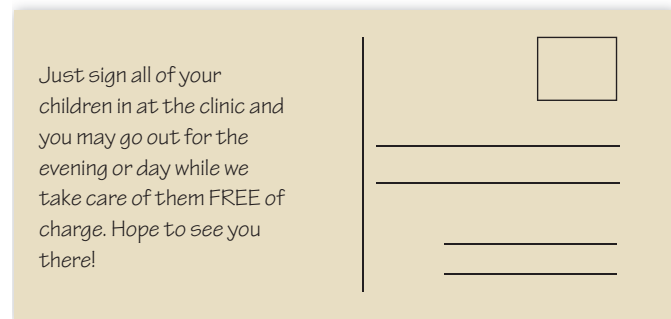 Just sign all of your
children in at the clinic and
you may go out for the
evening or day while we
take care of them FREE of
charge. Hope to see you
there!